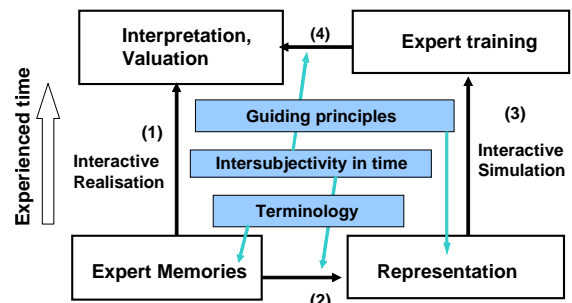 Interpretation,
Valuation
(4)
Expert training
Experienced time
(1)
Interactive
Realisation
Guiding principles
Intersubjectivity in time
Terminology
(3)
Interactive
Simulation
Expert Memories
(2)
Representation